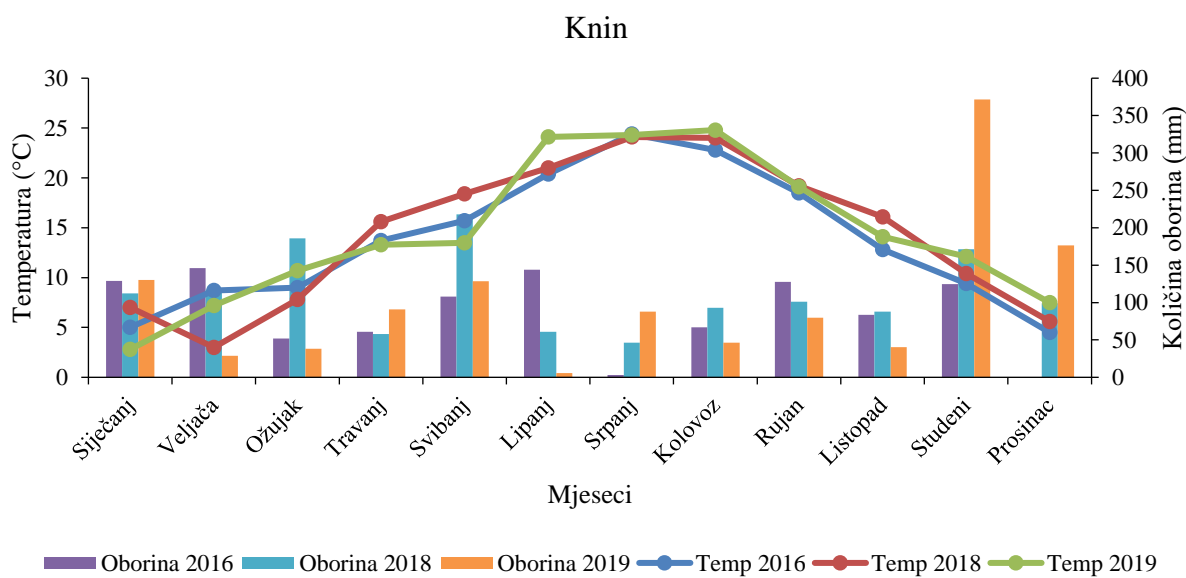 Knin
Temperatura (°C)
30
25
20
15
10
5
0
400
350
300
250
200
150
100
50
0
Količina oborina (mm)
Siječanj
Veljača
Ožujak
Travanj
Svibanj
Lipanj
Srpanj
Kolovoz
Rujan
Listopad
Studeni
Prosinac
Mjeseci
Oborina 2016 Oborina 2018 Oborina 2019 Temp 2016 Temp 2018 Temp 2019